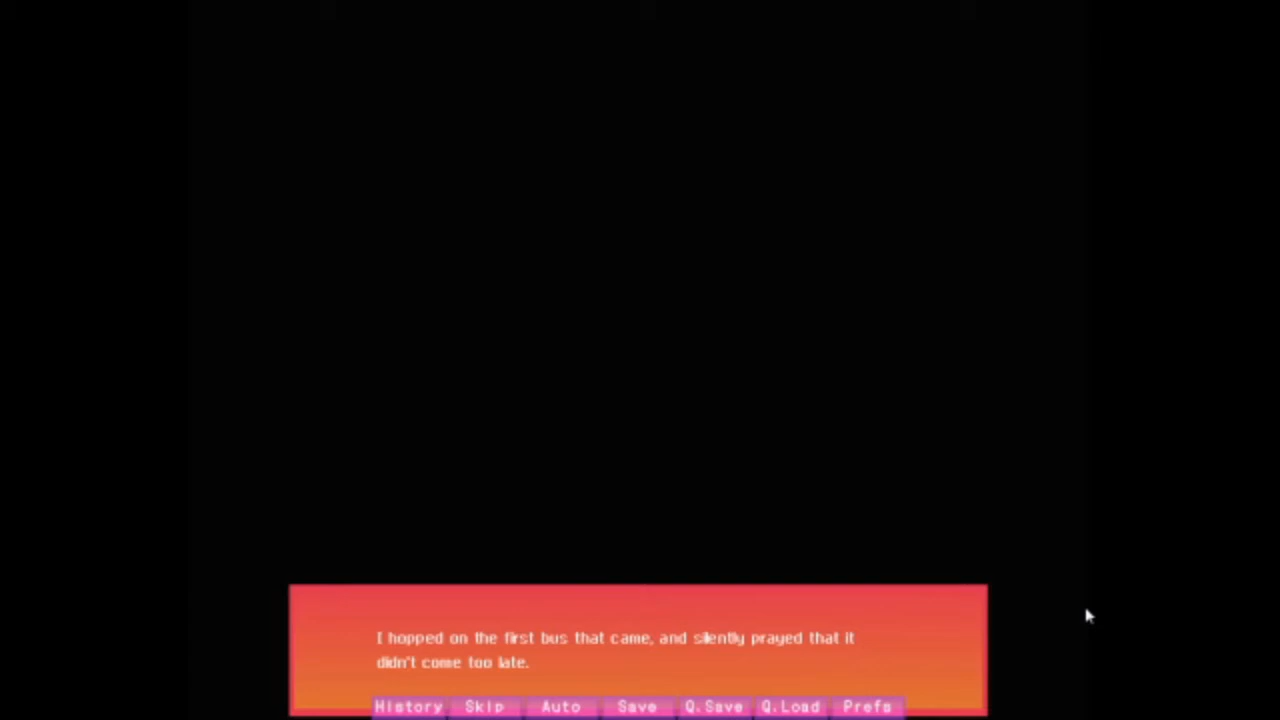 I hopped on the first bus that came, and silently prayed that it
didn't come too late.
History Skip Auto Save Q.Save Q.Load Prefs